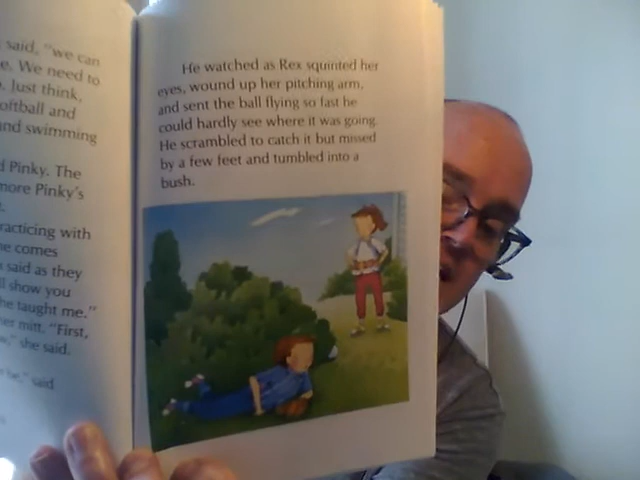 said, "we can
e. We need to
. Just think,
oftball and
nd swimming
d Pinky. The
more Pinky's
racticing with
he comes
said as they
ll show you
he taught me."
er mitt. "First,
she said.
said
He watched as Rex squinted her
eyes, wound up her pitching arm,
and sent the ball flying so fast he
could hardly see where it was going.
He scrambled to catch it but missed
by a few feet and tumbled into a
bush.